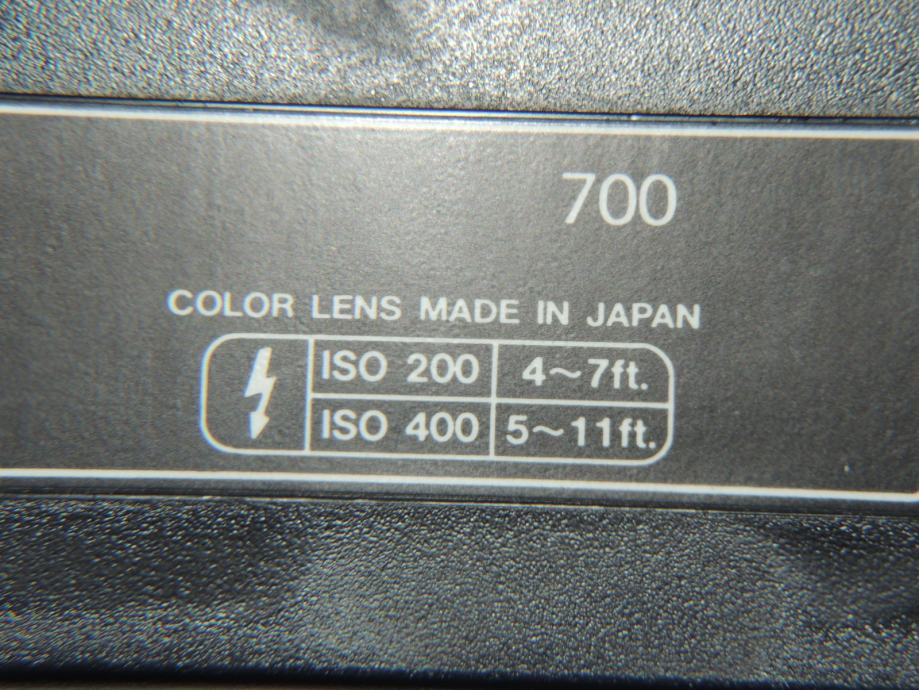 700
COLOR LENS MADE IN JAPAN
ISO 200 4~7ft.
ISO 400 5~11ft.